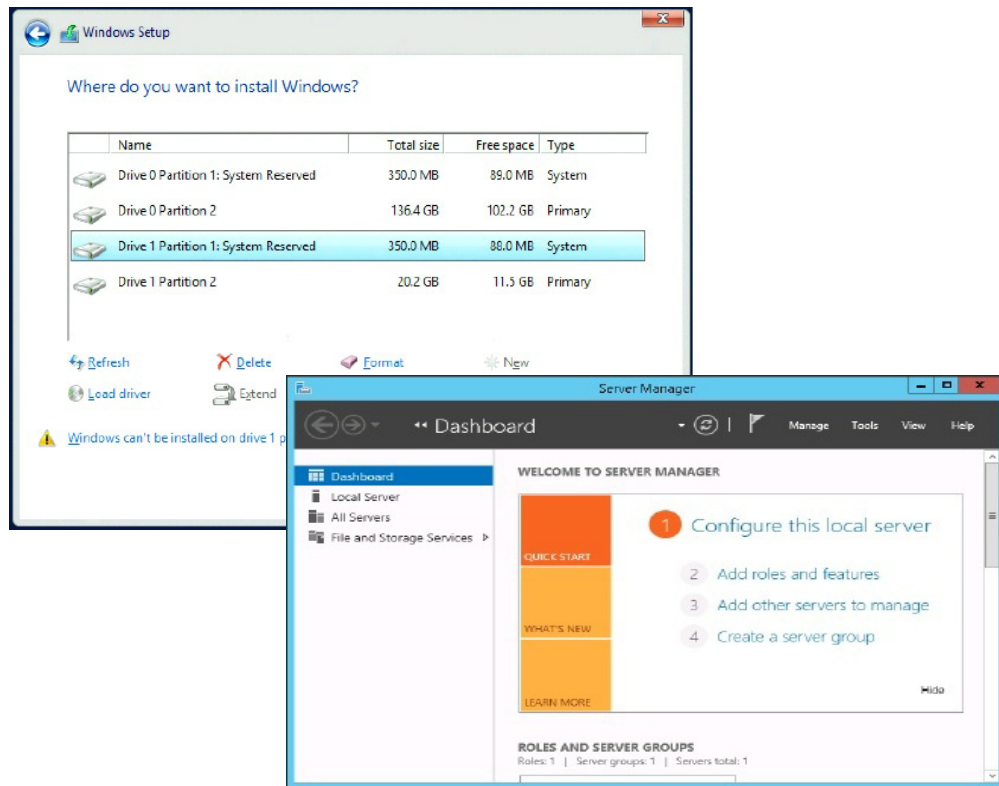 Windows Setup
Where do you want to install Windows?
Name Total size Free space Type
Drive 0 Partition 1: System Reserved 350.0 MB 89.0 MB System
Drive 0 Partition 2 136.4 GB 102.2 GB Primary
Drive 1 Partition 1: System Reserved 350.0 MB 88.0 MB System
Drive 1 Partition 2 20.2 GB 11.5 GB Primary
Refresh Delete Format New
Load driver Extend
Windows can't be installed on drive 1 p
Server Manager
Dashboard
Manage Tools View Help
Dashboard
Local Server
All Servers
File and Storage Services
WELCOME TO SERVER MANAGER
QUICK START
WHAT'S NEW
LEARN MORE
1 Configure this local server
2 Add roles and features
3 Add other servers to manage
4 Create a server group
Hide
ROLES AND SERVER GROUPS
Roles: 1 | Server groups: 1 | Servers total: 1